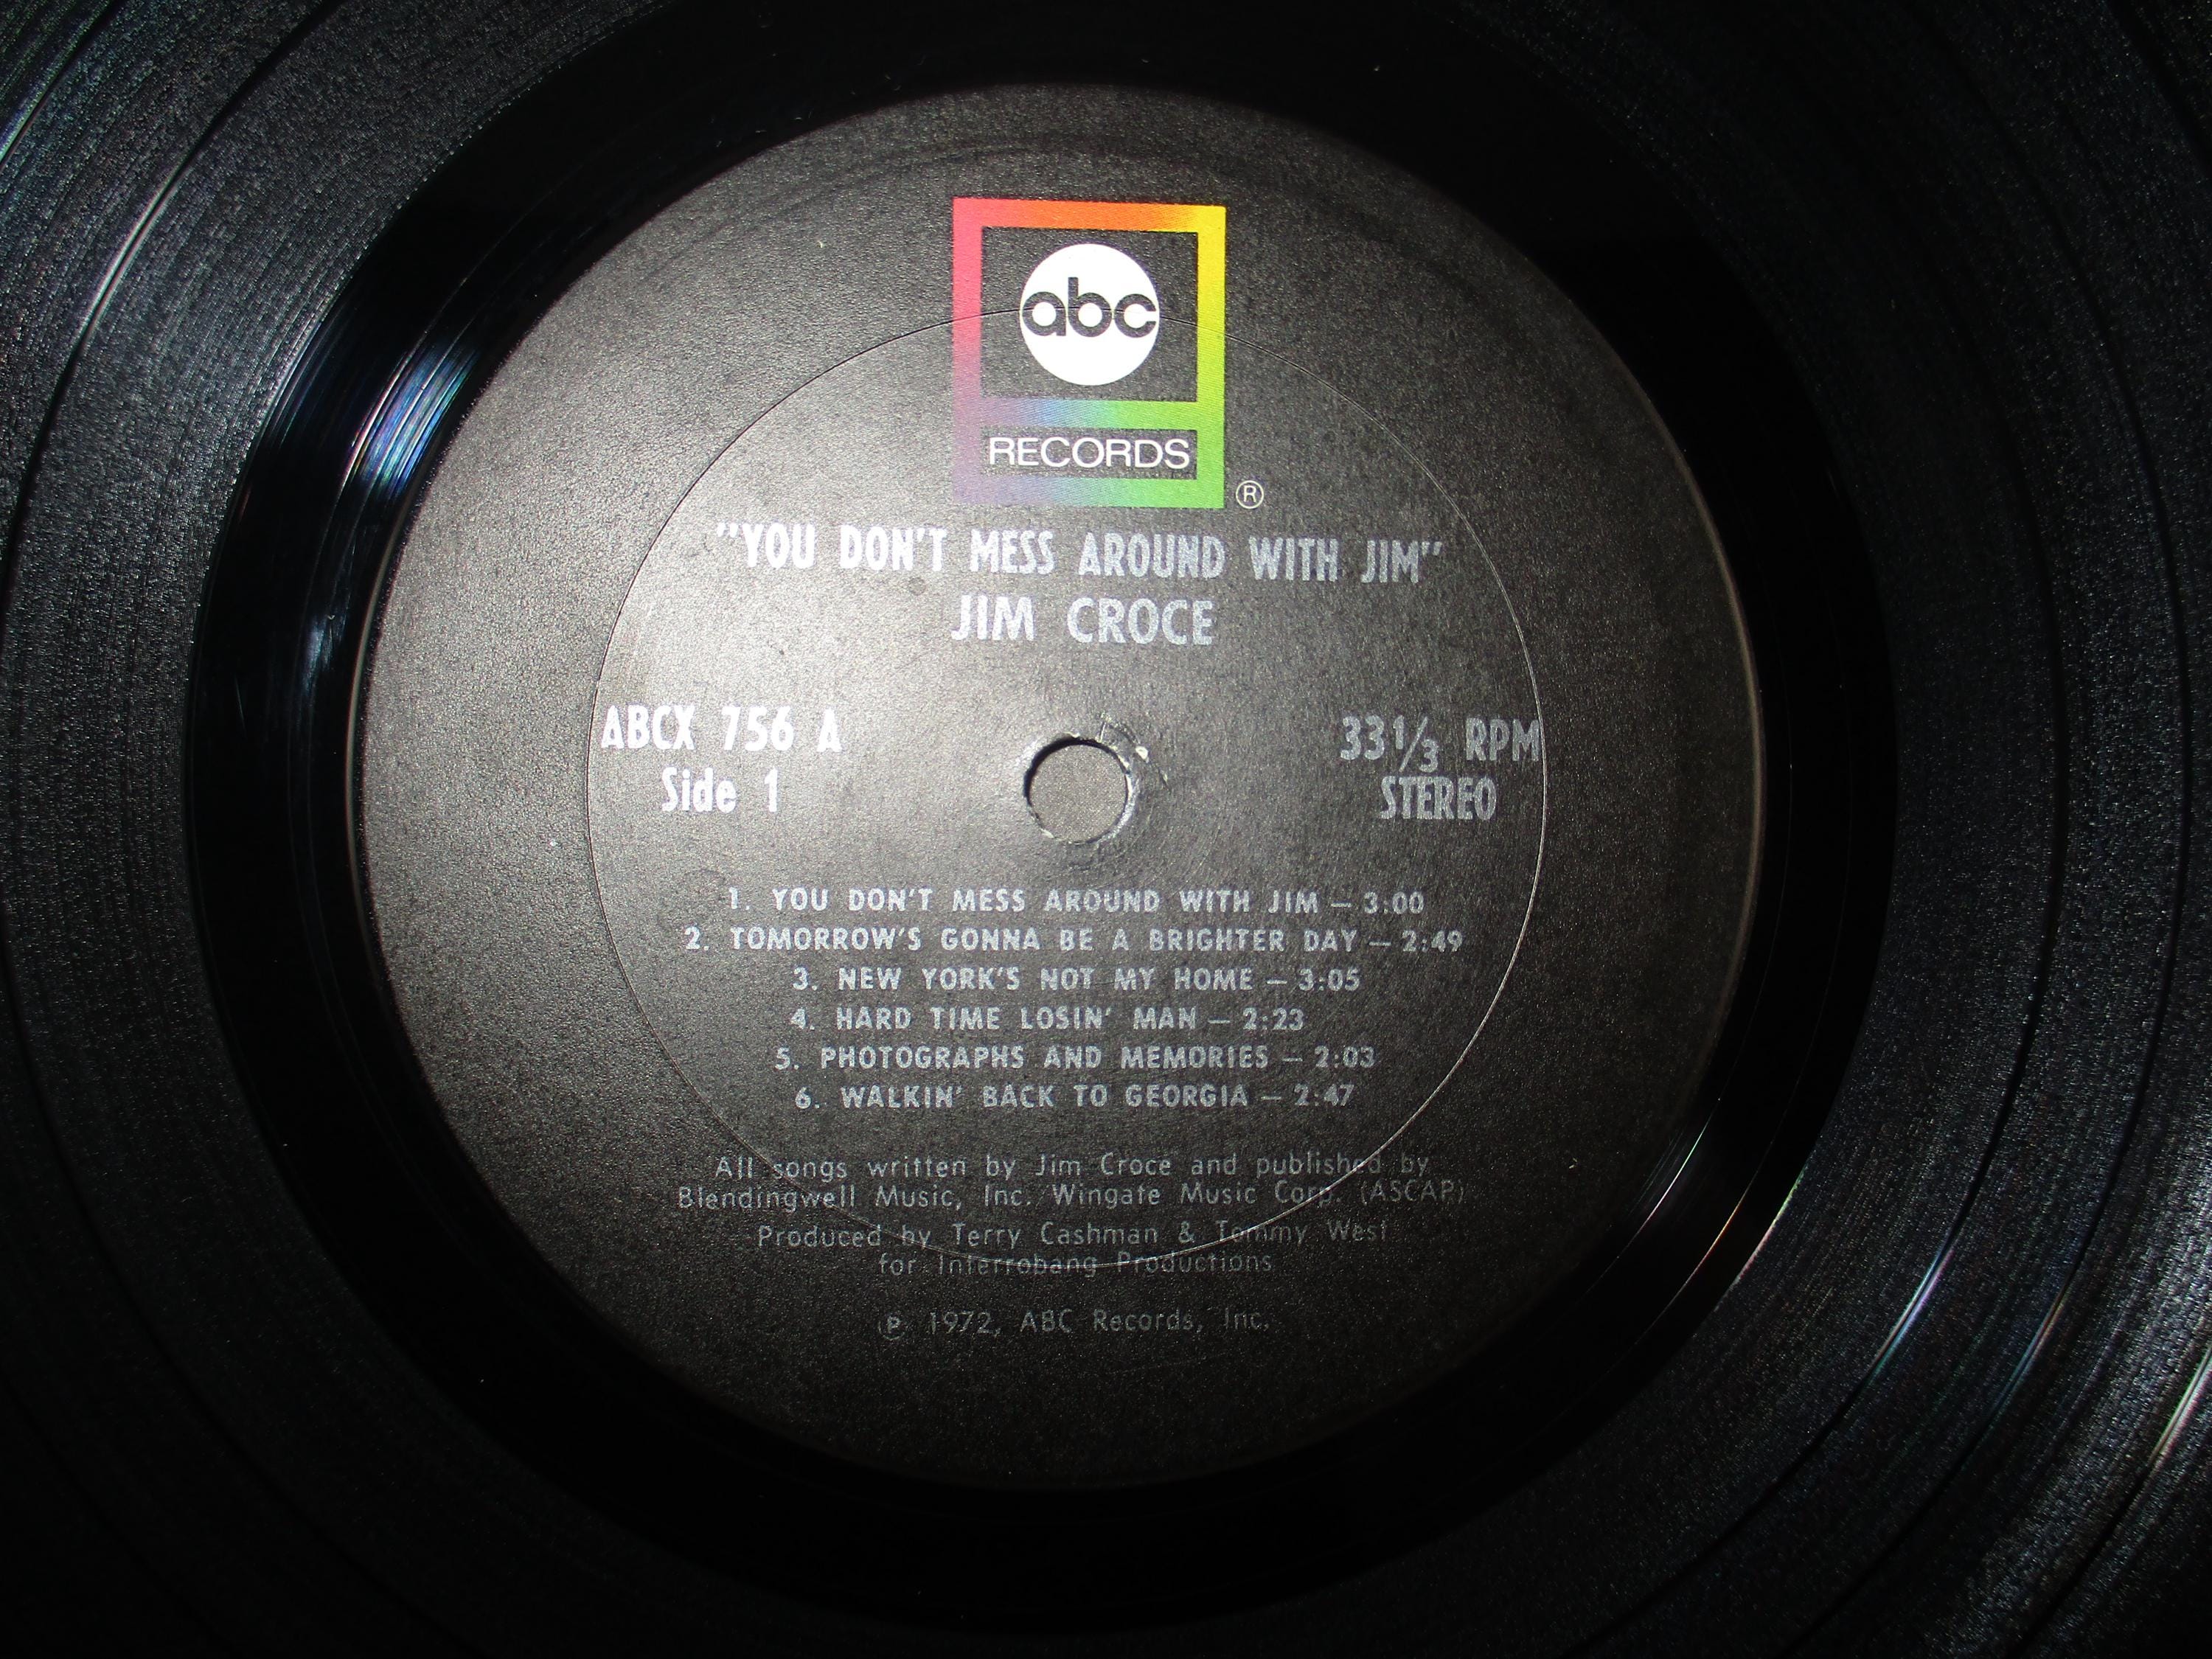 abc
RECORDS
®
"YOU DON'T MESS AROUND WITH JIM"
JIM CROCE
ABCX 756 A
Side 1
33 1/3 RPM
STEREO
1. YOU DON'T MESS AROUND WITH JIM — 3:00
2. TOMORROW'S GONNA BE A BRIGHTER DAY — 2:49
3. NEW YORK'S NOT MY HOME — 3:05
4. HARD TIME LOSIN' MAN — 2:23
5. PHOTOGRAPHS AND MEMORIES — 2:03
6. WALKIN' BACK TO GEORGIA — 2:47
All songs written by Jim Croce and published by
Blendingwell Music, Inc. Wingate Music Corp. (ASCAP)
Produced by Terry Cashman & Tommy West
for Interrobang Productions
℗ 1972, ABC Records, Inc.